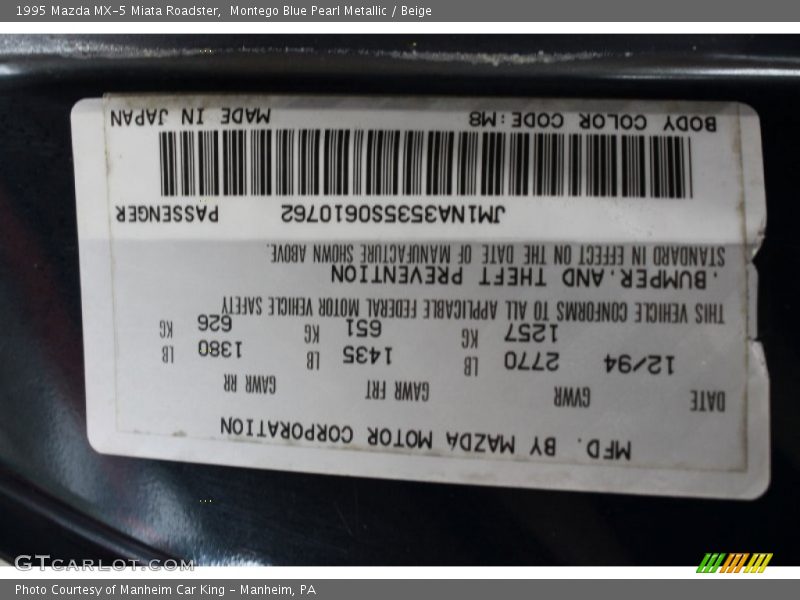 1995 Mazda MX-5 Miata Roadster,  Montego Blue Pearl Metallic / Beige
MFD. BY MAZDA MOTOR CORPORATION
DATE GVWR GAWR FRT GAWR RR
12/94 2770 LB 1435 LB 1380 LB
1257 KG 651 KG 626 KG
THIS VEHICLE CONFORMS TO ALL APPLICABLE FEDERAL MOTOR VEHICLE SAFETY
.BUMPER.AND THEFT PREVENTION
STANDARD IN EFFECT ON THE DATE OF MANUFACTURE SHOWN ABOVE.
JM1NA3535S0610762 PASSENGER
BODY COLOR CODE:M8 MADE IN JAPAN
GTCARLOT.COM
Photo Courtesy of Manheim Car King - Manheim, PA